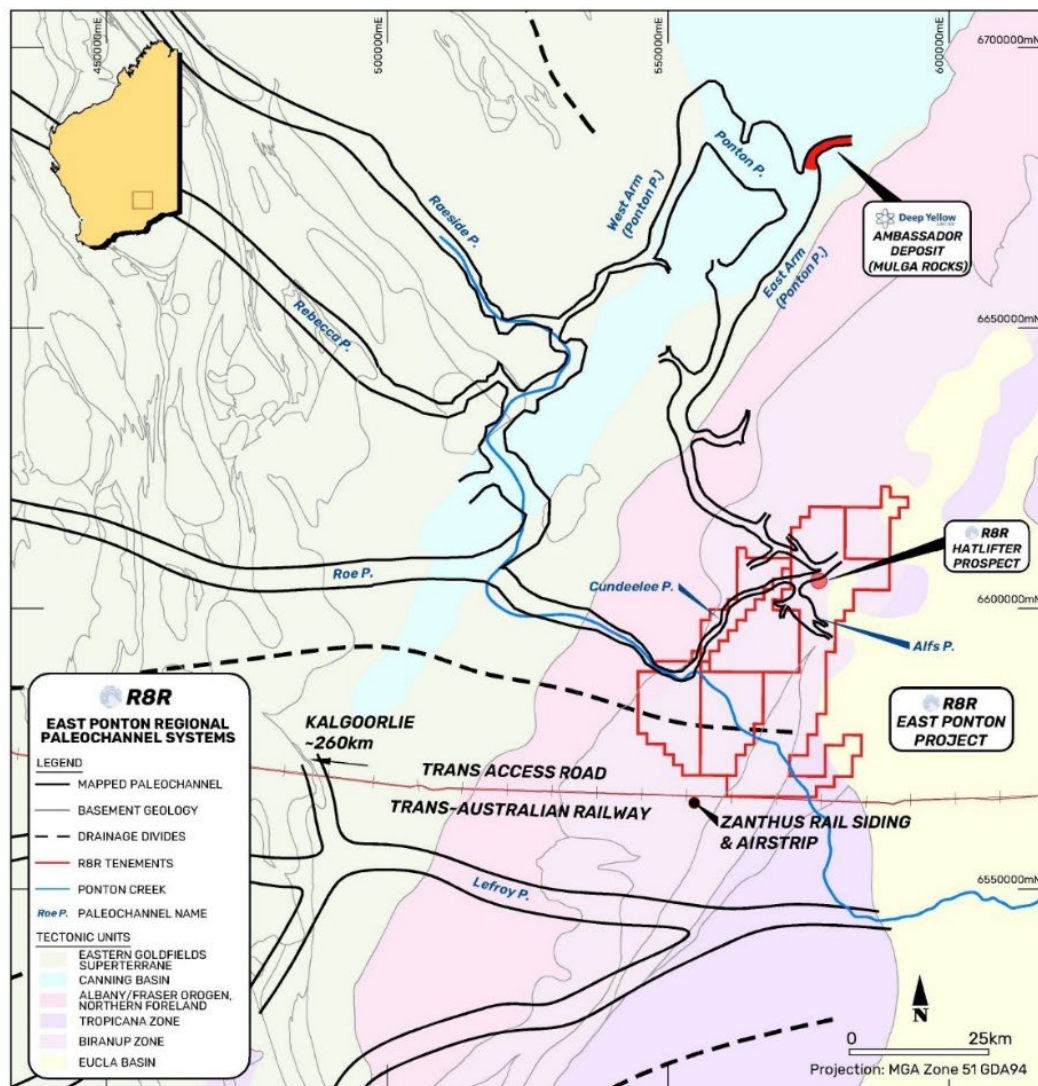 450000mE
500000mE
550000mE
600000mE
6700000mN
Raeside P.
West Arm
(Ponton P.)
Ponton P.
Deep Yellow
AMBASSADOR
DEPOSIT
(MULGA ROCKS)
East Arm
(Ponton P.)
Rebecca P.
6650000mN
R8R
HATLIFTER
PROSPECT
Roe P.
Cundeelee P.
6600000mN
Alfs P.
R8R
EAST PONTON
PROJECT
R8R
EAST PONTON REGIONAL
PALEOCHANNEL SYSTEMS
LEGEND
MAPPED PALEOCHANNEL
BASEMENT GEOLOGY
DRAINAGE DIVIDES
R8R TENEMENTS
PONTON CREEK
Roe P. PALEOCHANNEL NAME
TECTONIC UNITS
EASTERN GOLDFIELDS
SUPERTERRANE
CANNING BASIN
ALBANY/FRASER OROGEN,
NORTHERN FORELAND
TROPICANA ZONE
BIRANUP ZONE
EUCLA BASIN
KALGOORLIE
~260km
TRANS ACCESS ROAD
TRANS-AUSTRALIAN RAILWAY
ZANTHUS RAIL SIDING
& AIRSTRIP
Lefroy P.
6550000mN
N
0 25km
Projection: MGA Zone 51 GDA94